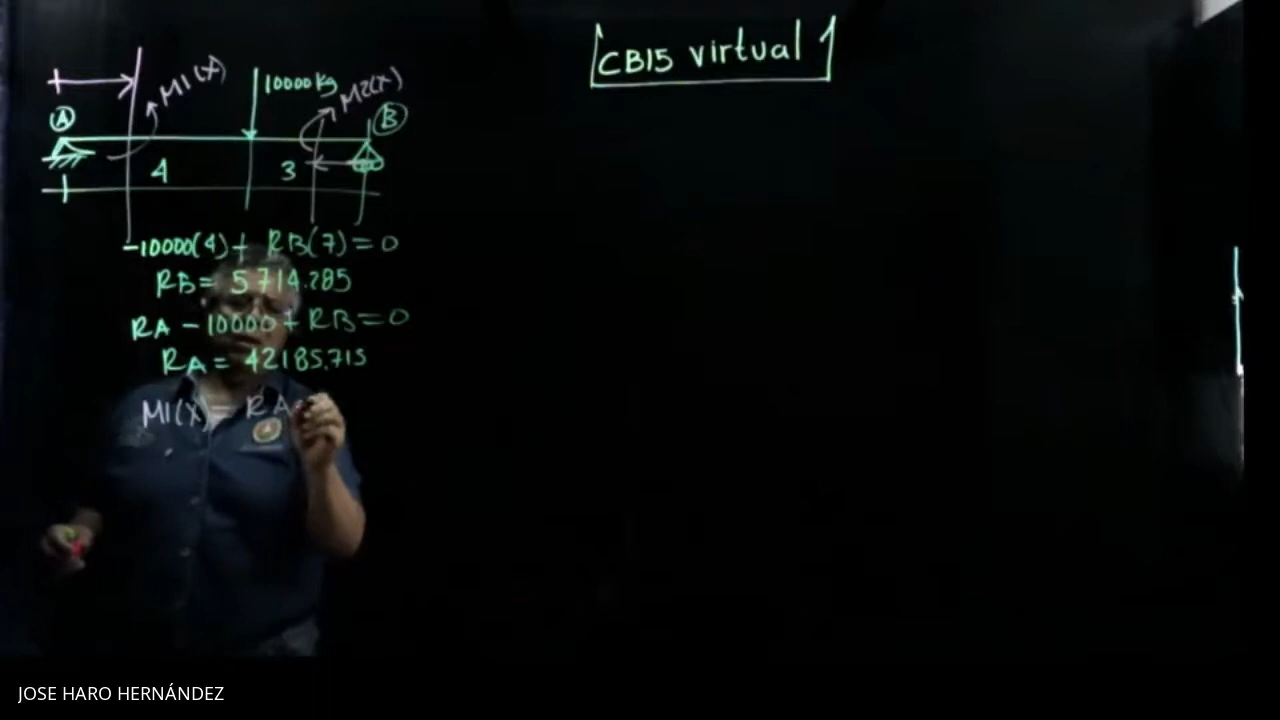 CB15 virtual
M1(X)
10000 Kg
M2(X)
A
B
4
3
-10000(4)+ RB(7)=0
RB= 5714.285
RA - 10000 + RB=0
RA= 42185.715
M1(X)= RA
JOSE HARO HERNÁNDEZ